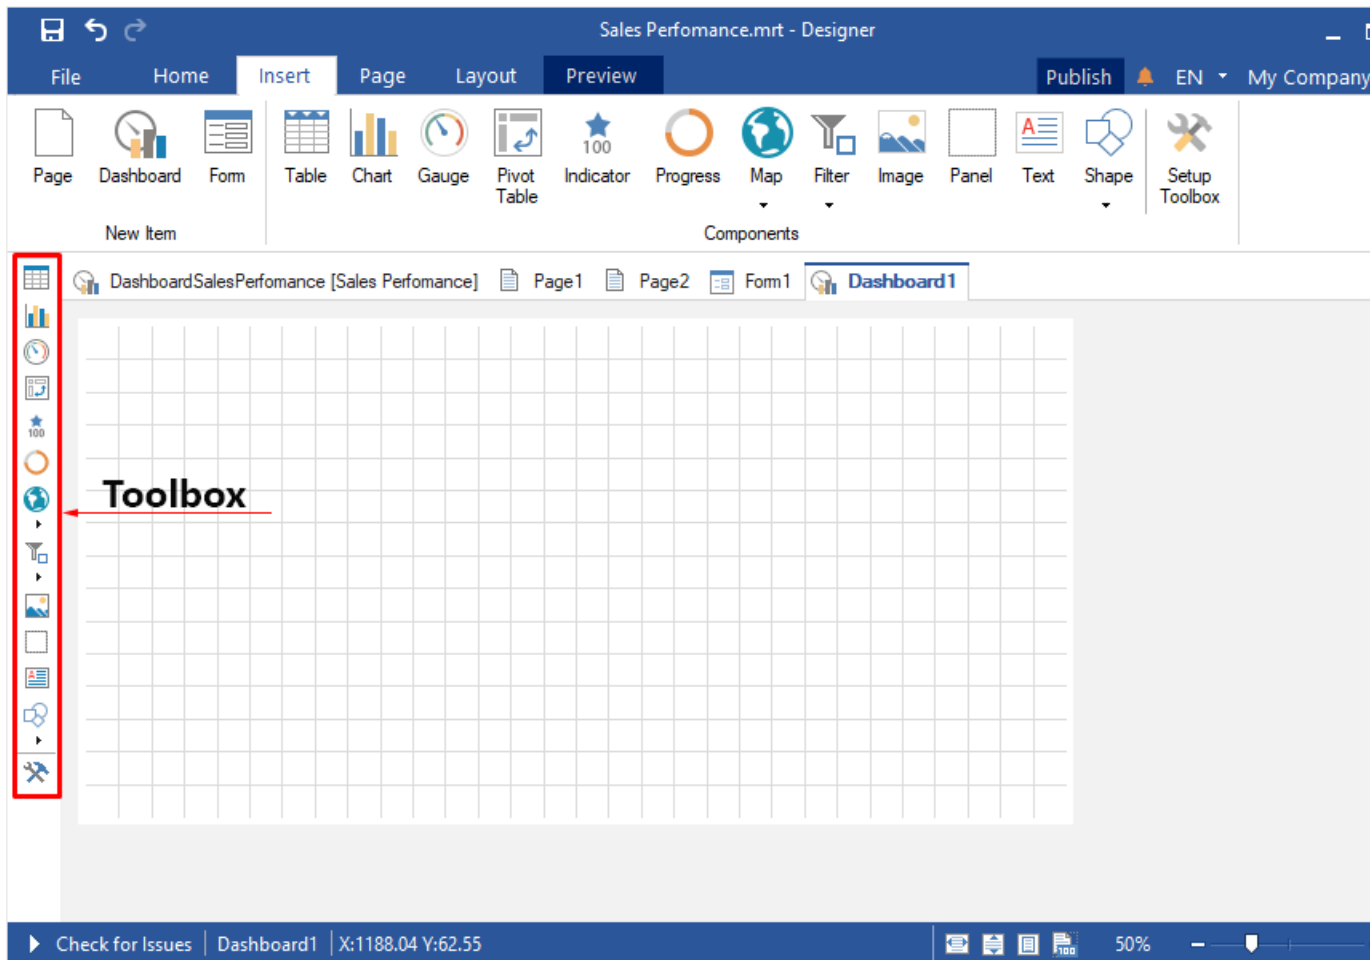 Sales Perfomance.mrt - Designer
File Home Insert Page Layout Preview Publish EN My Company
100
A
Page Dashboard Form Table Chart Gauge Pivot Table Indicator Progress Map Filter Image Panel Text Shape Setup Toolbox
New Item Components
DashboardSalesPerfomance [Sales Perfomance] Page1 Page2 Form1 Dashboard1
100
Toolbox
A
Check for Issues Dashboard1 X:1188.04 Y:62.55 100 50%